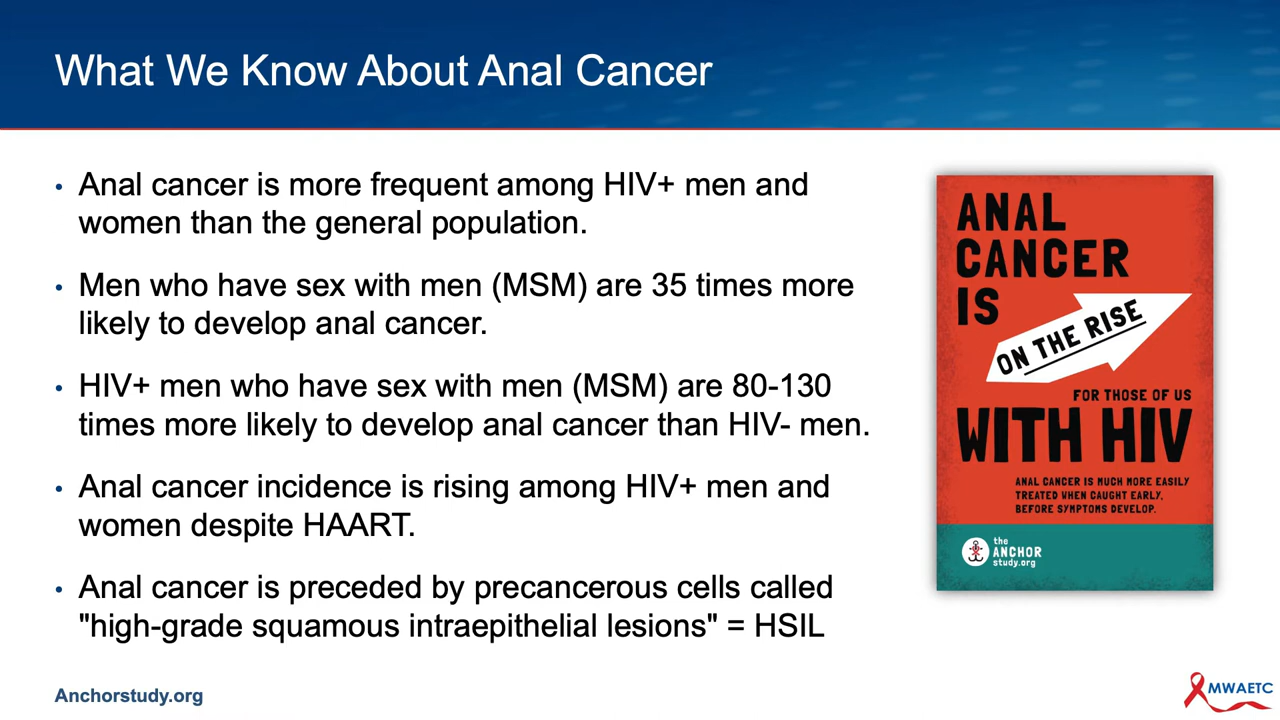 What We Know About Anal Cancer
• Anal cancer is more frequent among HIV+ men and
women than the general population.
• Men who have sex with men (MSM) are 35 times more
likely to develop anal cancer.
• HIV+ men who have sex with men (MSM) are 80-130
times more likely to develop anal cancer than HIV- men.
• Anal cancer incidence is rising among HIV+ men and
women despite HAART.
• Anal cancer is preceded by precancerous cells called
"high-grade squamous intraepithelial lesions" = HSIL
Anchorstudy.org
ANAL
CANCER
IS
ON THE RISE
FOR THOSE OF US
WITH HIV
ANAL CANCER IS MUCH MORE EASILY
TREATED WHEN CAUGHT EARLY,
BEFORE SYMPTOMS DEVELOP.
the
ANCHOR
study.org
MWAETC